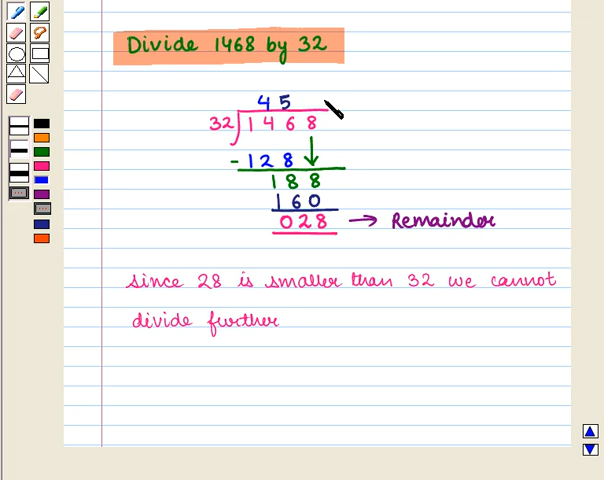 Divide 1468 by 32
45
32)1468
- 128
188
160
028 → Remainder
since 28 is smaller than 32 we cannot
divide further